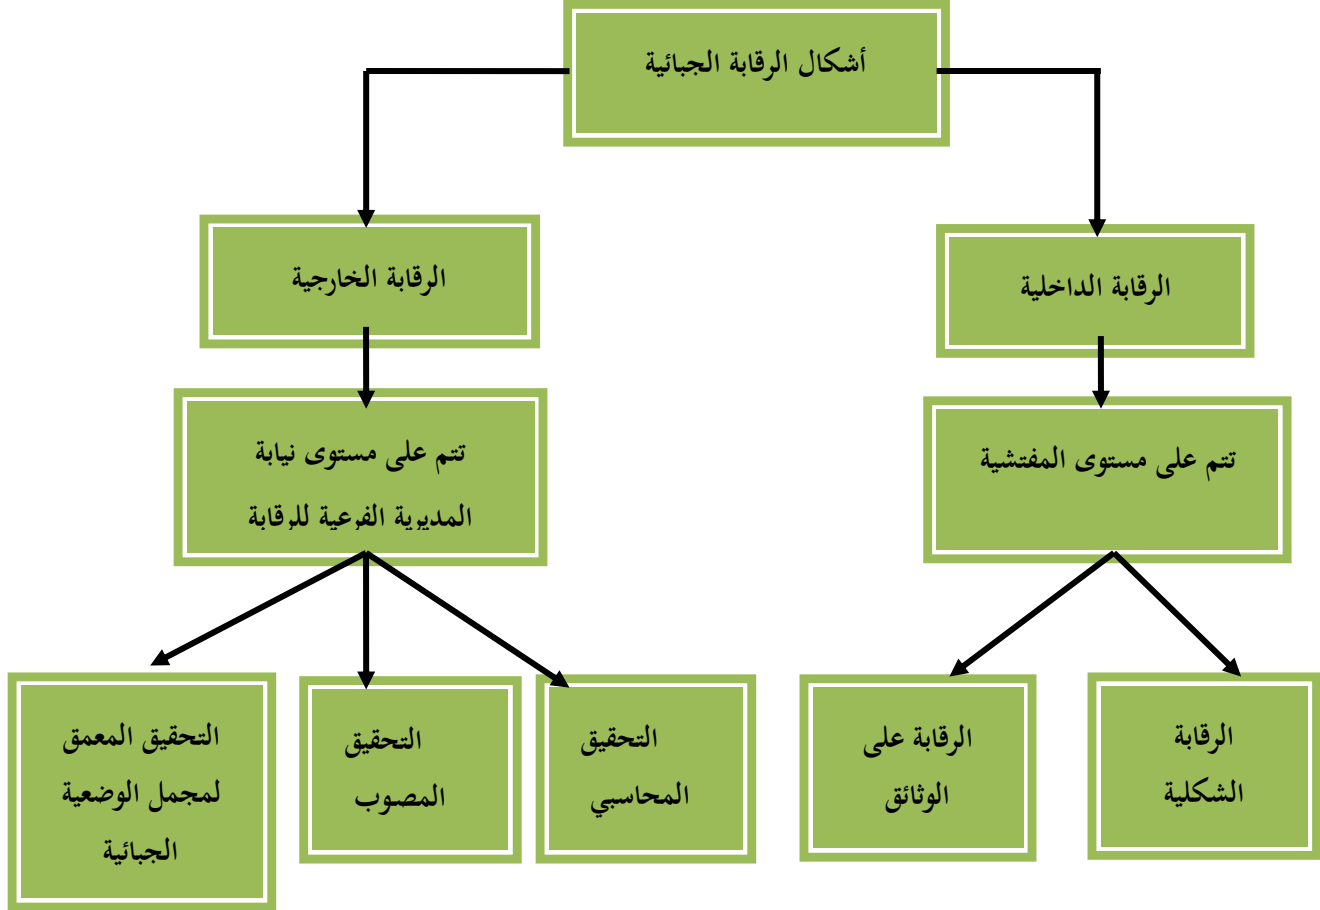 أشكال الرقابة الجبائية
الرقابة الداخلية
الرقابة الخارجية
تتم على مستوى المفتشية
تتم على مستوى نيابة
المديرية الفرعية للرقابة
الرقابة
الشكلية
الرقابة على
الوثائق
التحقيق
المحاسبي
التحقيق
المصوب
التحقيق المعمق
لمجمل الوضعية
الجبائية